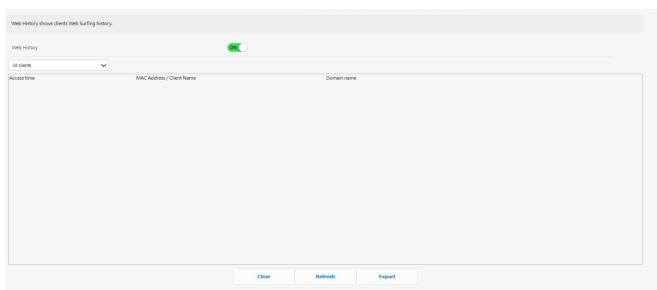 Web History shows clients Web Surfing history.
Web History
ON
All clients
Access time MAC Address / Client Name Domain name
Clear Refresh Export